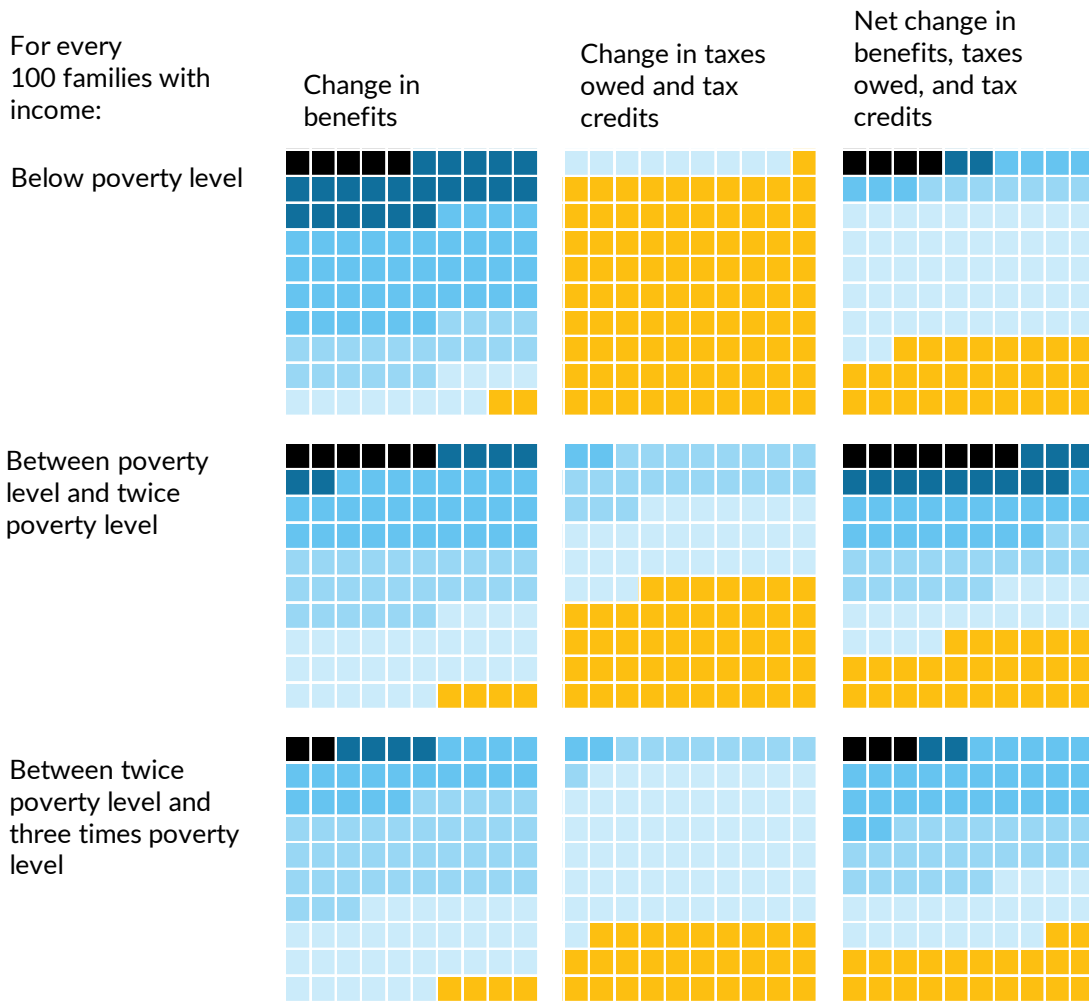 For every
100 families with
income:
Change in
benefits
Change in taxes
owed and tax
credits
Net change in
benefits, taxes
owed, and tax
credits
Below poverty level
Between poverty
level and twice
poverty level
Between twice
poverty level and
three times poverty
level